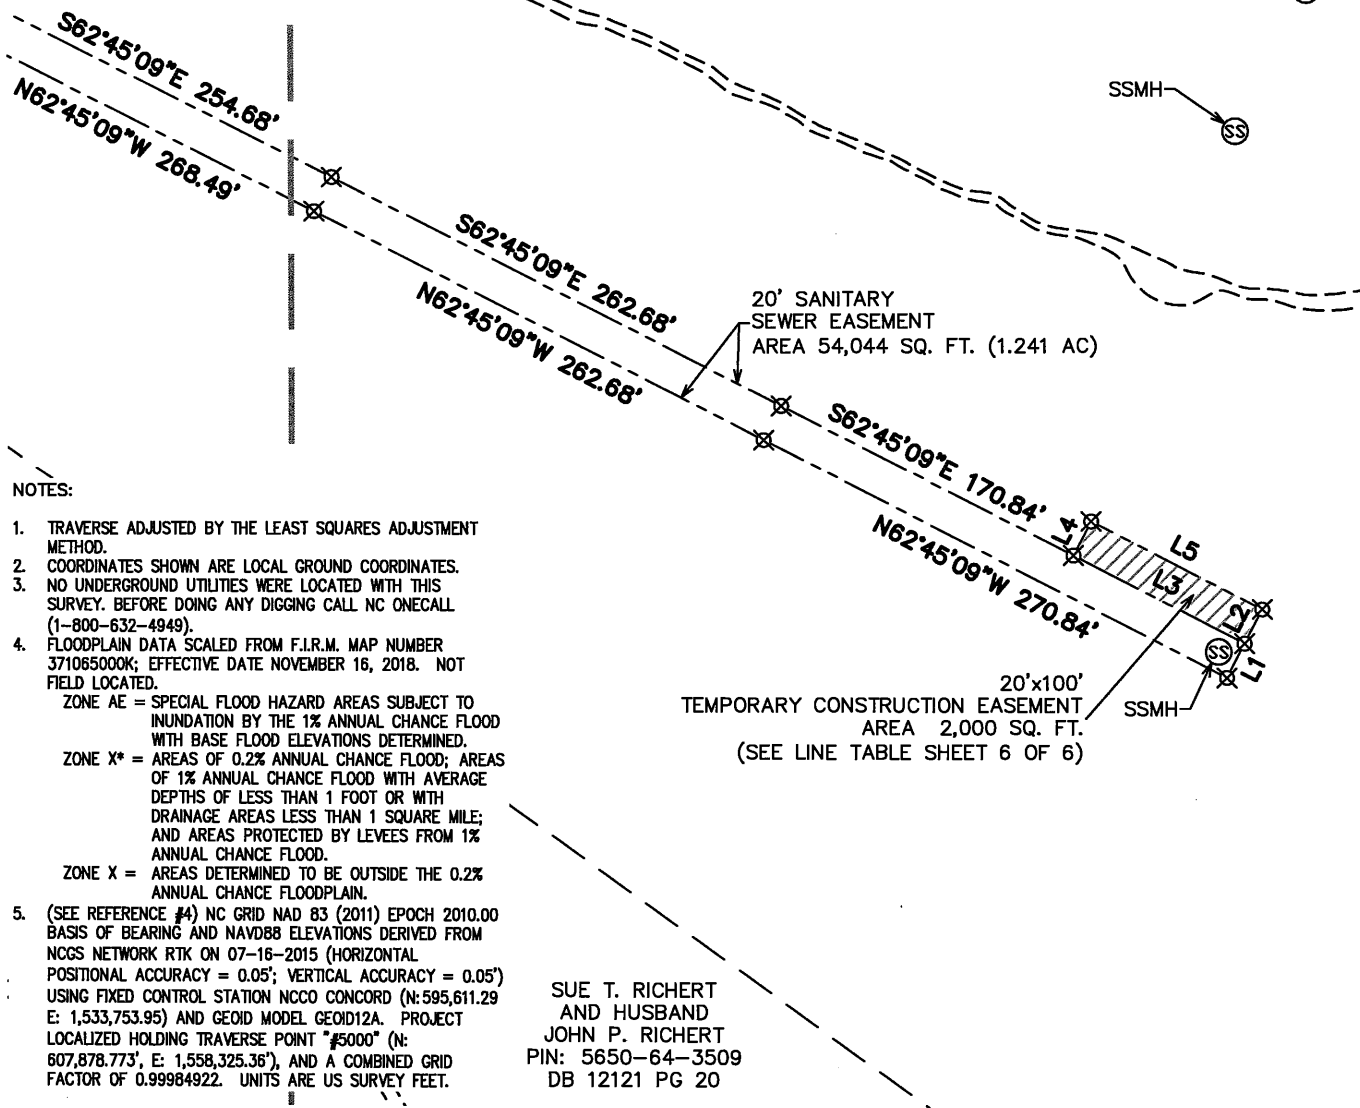 S62°45'09"E 254.68'
N62°45'09"W 268.49'
SSMH
SS
S62°45'09"E 262.68'
N62°45'09"W 262.68'
20' SANITARY
SEWER EASEMENT
AREA 54,044 SQ. FT. (1.241 AC)
S62°45'09"E 170.84'
N62°45'09"W 270.84'
L4
L5
L3
L2
L1
SS
SSMH
20'x100'
TEMPORARY CONSTRUCTION EASEMENT
AREA 2,000 SQ. FT.
(SEE LINE TABLE SHEET 6 OF 6)
NOTES:
1. TRAVERSE ADJUSTED BY THE LEAST SQUARES ADJUSTMENT
METHOD.
2. COORDINATES SHOWN ARE LOCAL GROUND COORDINATES.
3. NO UNDERGROUND UTILITIES WERE LOCATED WITH THIS
SURVEY. BEFORE DOING ANY DIGGING CALL NC ONECALL
(1-800-632-4949).
4. FLOODPLAIN DATA SCALED FROM F.I.R.M. MAP NUMBER
371065000K; EFFECTIVE DATE NOVEMBER 16, 2018. NOT
FIELD LOCATED.
ZONE AE = SPECIAL FLOOD HAZARD AREAS SUBJECT TO
INUNDATION BY THE 1% ANNUAL CHANCE FLOOD
WITH BASE FLOOD ELEVATIONS DETERMINED.
ZONE X* = AREAS OF 0.2% ANNUAL CHANCE FLOOD; AREAS
OF 1% ANNUAL CHANCE FLOOD WITH AVERAGE
DEPTHS OF LESS THAN 1 FOOT OR WITH
DRAINAGE AREAS LESS THAN 1 SQUARE MILE;
AND AREAS PROTECTED BY LEVEES FROM 1%
ANNUAL CHANCE FLOOD.
ZONE X = AREAS DETERMINED TO BE OUTSIDE THE 0.2%
ANNUAL CHANCE FLOODPLAIN.
5. (SEE REFERENCE #4) NC GRID NAD 83 (2011) EPOCH 2010.00
BASIS OF BEARING AND NAVD88 ELEVATIONS DERIVED FROM
NCGS NETWORK RTK ON 07-16-2015 (HORIZONTAL
POSITIONAL ACCURACY = 0.05'; VERTICAL ACCURACY = 0.05')
USING FIXED CONTROL STATION NCCO CONCORD (N: 595,611.29
E: 1,533,753.95) AND GEOID MODEL GEOID12A. PROJECT
LOCALIZED HOLDING TRAVERSE POINT "#5000" (N:
607,878.773', E: 1,558,325.36'), AND A COMBINED GRID
FACTOR OF 0.99984922. UNITS ARE US SURVEY FEET.
SUE T. RICHERT
AND HUSBAND
JOHN P. RICHERT
PIN: 5650-64-3509
DB 12121 PG 20